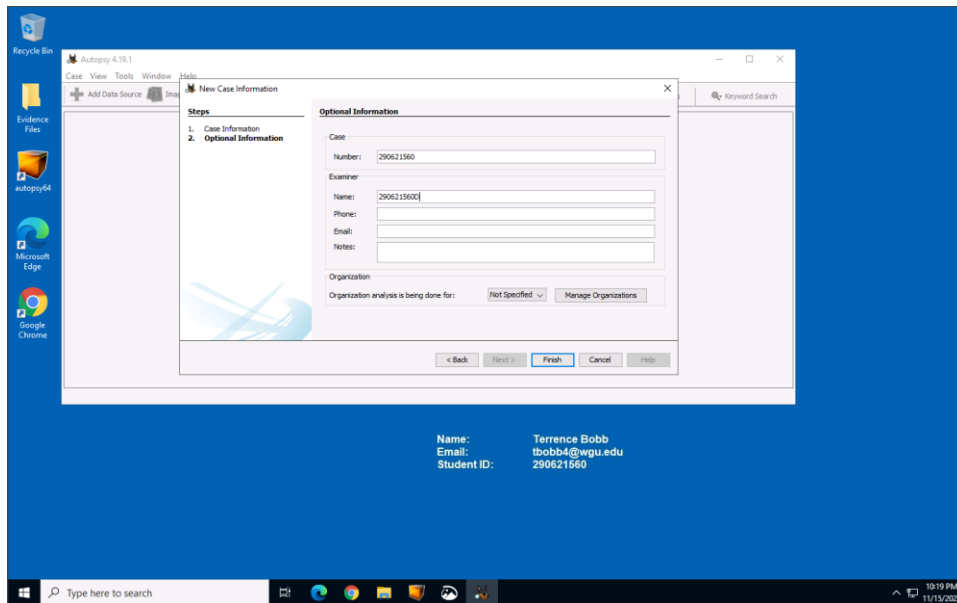 Recycle Bin
Evidence
Files
autopsy64
Microsoft
Edge
Google
Chrome
Autopsy 4.19.1
Case View Tools Window Help
Add Data Source
Keyword Search
New Case Information
Steps
1. Case Information
2. Optional Information
Optional Information
Case
Number: 290621560
Examiner
Name: 290621560D
Phone:
Email:
Notes:
Organization
Organization analysis is being done for: Not Specified Manage Organizations
< Back Next > Finish Cancel Help
Name: Terrence Bobb
Email: tbobb4@wgu.edu
Student ID: 290621560
Type here to search
10:19 PM